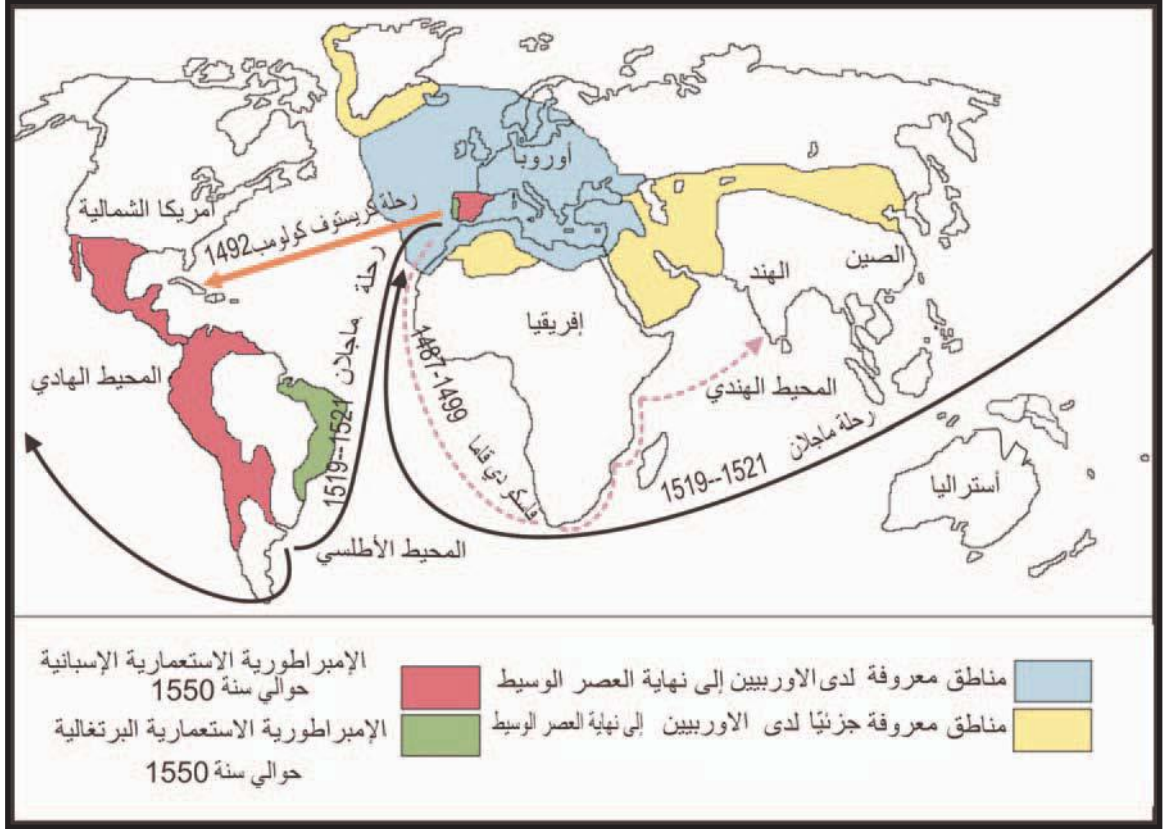 أوروبا
أمريكا الشمالية
رحلة كريستوف كولومب 1492
رحلة ماجلان 1519--1521
الصين
الهند
إفريقيا
المحيط الهادي
1487-1499
فاسكو دي قاما
المحيط الهندي
رحلة ماجلان 1519--1521
أستراليا
المحيط الأطلسي
مناطق معروفة لدى الاوربيين إلى نهاية العصر الوسيط
مناطق معروفة جزئيًا لدى الاوربيين إلى نهاية العصر الوسيط
الإمبراطورية الاستعمارية الإسبانية
حوالي سنة 1550
الإمبراطورية الاستعمارية البرتغالية
حوالي سنة 1550